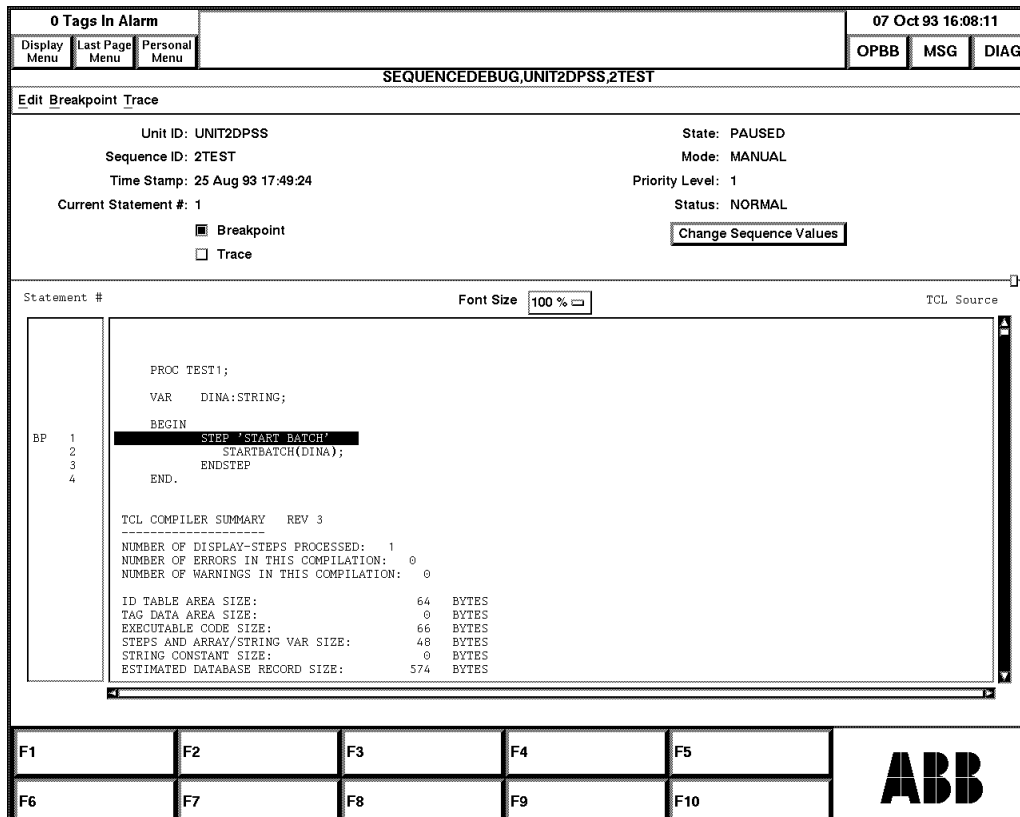 0 Tags In Alarm
07 Oct 93 16:08:11
Display Menu
Last Page Menu
Personal Menu
OPBB
MSG
DIAG
SEQUENCEDEBUG,UNIT2DPSS,2TEST
Edit Breakpoint Trace
Unit ID: UNIT2DPSS
State: PAUSED
Sequence ID: 2TEST
Mode: MANUAL
Time Stamp: 25 Aug 93 17:49:24
Priority Level: 1
Current Statement #: 1
Status: NORMAL
Breakpoint
Change Sequence Values
Trace
Statement #
Font Size 100 %
TCL Source
PROC TEST1;
VAR DINA:STRING;
BEGIN
BP 1 STEP 'START BATCH'
2 STARTBATCH(DINA);
3 ENDSTEP
4 END.
TCL COMPILER SUMMARY REV 3
--------------------
NUMBER OF DISPLAY-STEPS PROCESSED: 1
NUMBER OF ERRORS IN THIS COMPILATION: 0
NUMBER OF WARNINGS IN THIS COMPILATION: 0
ID TABLE AREA SIZE: 64 BYTES
TAG DATA AREA SIZE: 0 BYTES
EXECUTABLE CODE SIZE: 66 BYTES
STEPS AND ARRAY/STRING VAR SIZE: 48 BYTES
STRING CONSTANT SIZE: 0 BYTES
ESTIMATED DATABASE RECORD SIZE: 574 BYTES
F1
F2
F3
F4
F5
ABB
F6
F7
F8
F9
F10